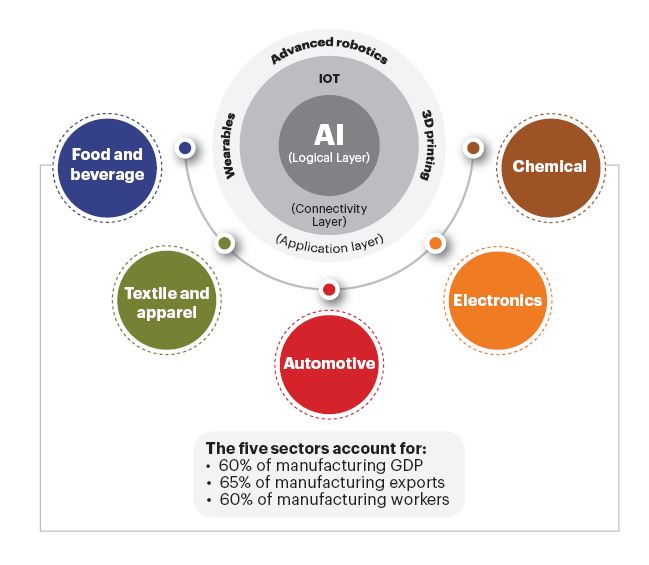 Advanced robotics
Wearables
3D printing
IOT
AI
(Logical Layer)
(Connectivity
Layer)
(Application layer)
Food and
beverage
Chemical
Textile and
apparel
Electronics
Automotive
The five sectors account for:
• 60% of manufacturing GDP
• 65% of manufacturing exports
• 60% of manufacturing workers